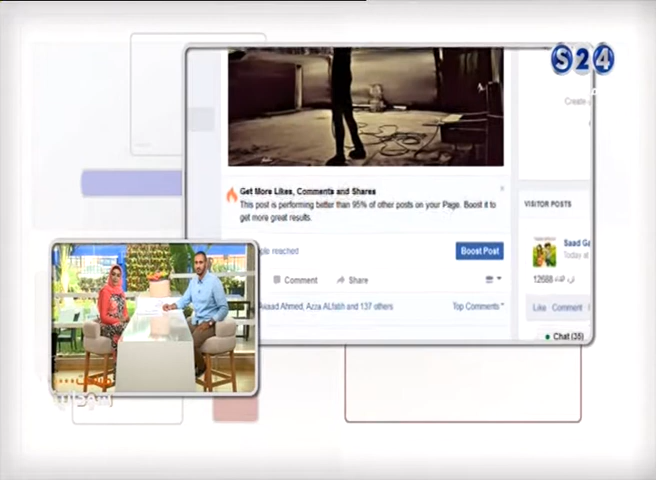 S24
Create
Get More Likes, Comments and Shares
This post is performing better than 95% of other posts on your Page. Boost it to
get more great results.
ple reached
Boost Post
Comment
Share
Ahmed, Azza ALfatih and 137 others
Top Comments
VISITOR POSTS
Saad Ga
Today at
12688
Like Comment
Chat (35)